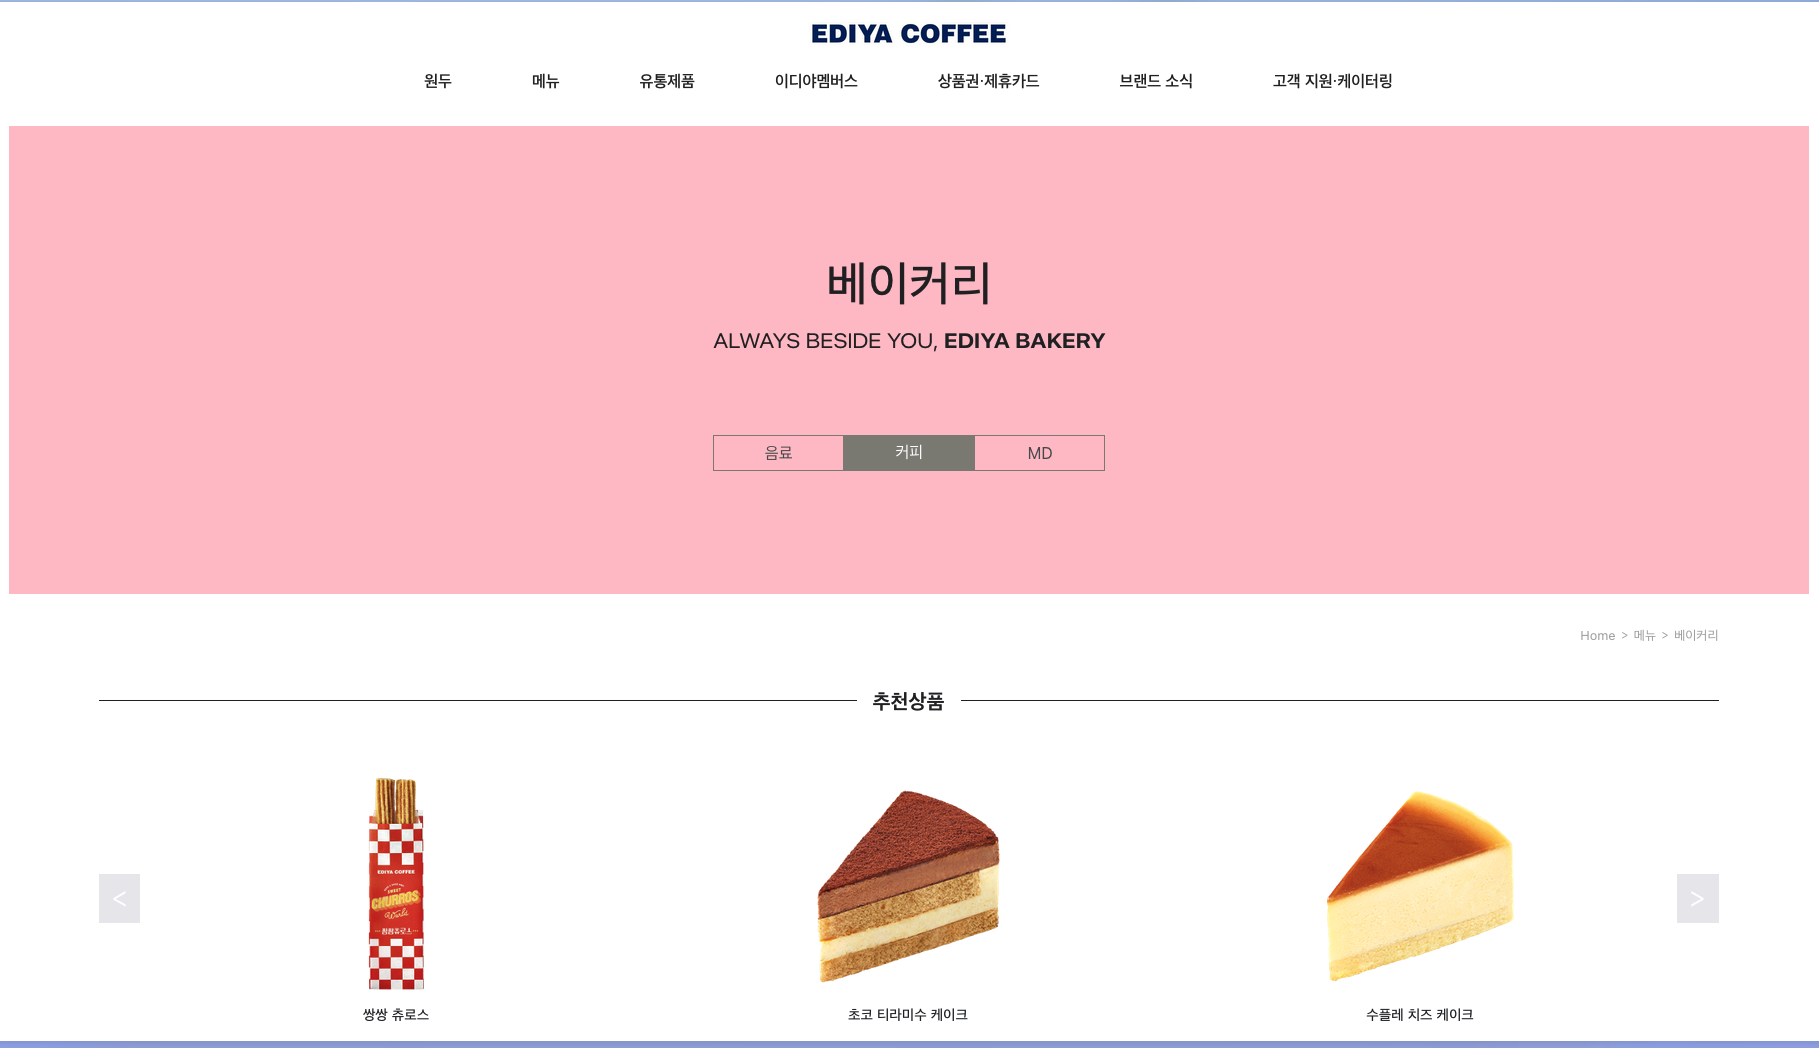 EDIYA COFFEE
원두 메뉴 유통제품 이디야멤버스 상품권·제휴카드 브랜드 소식 고객 지원·케이터링
베이커리
ALWAYS BESIDE YOU, EDIYA BAKERY
음료 커피 MD
Home > 메뉴 > 베이커리
추천상품
< >
EDIYA COFFEE
SWEET
CHURROS
World
쌍쌍츄로스
쌍쌍 츄로스 초코 티라미수 케이크 수플레 치즈 케이크